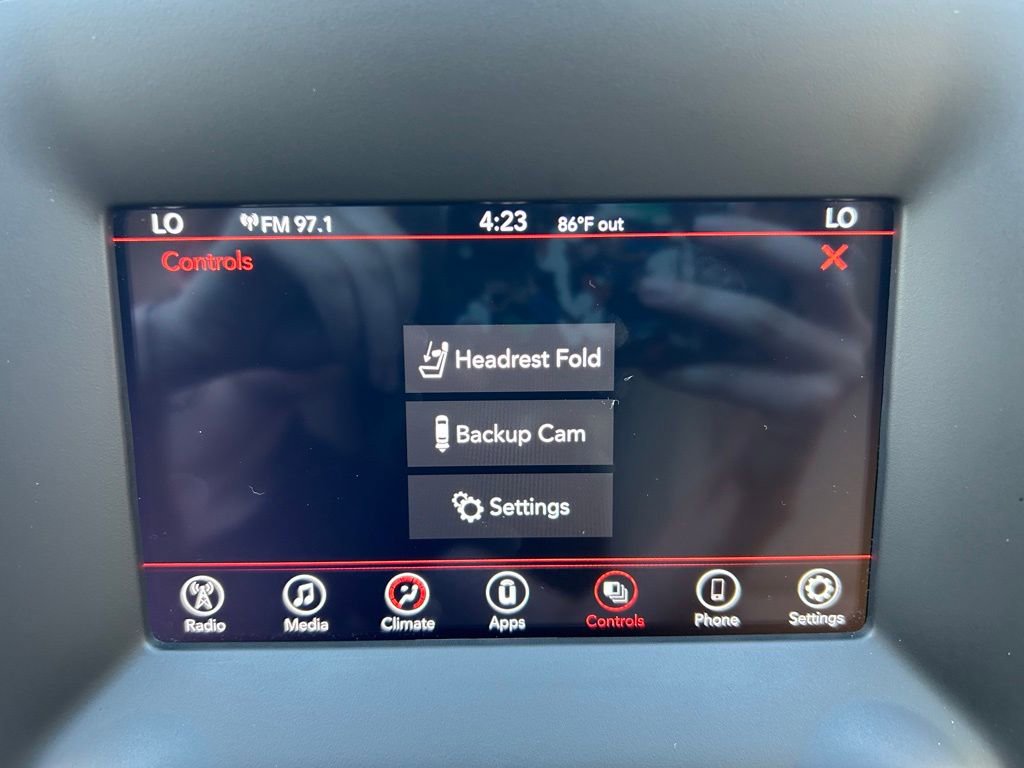 LO FM 97.1 4:23 86°F out LO
Controls
Headrest Fold
Backup Cam
Settings
Radio Media Climate Apps Controls Phone Settings